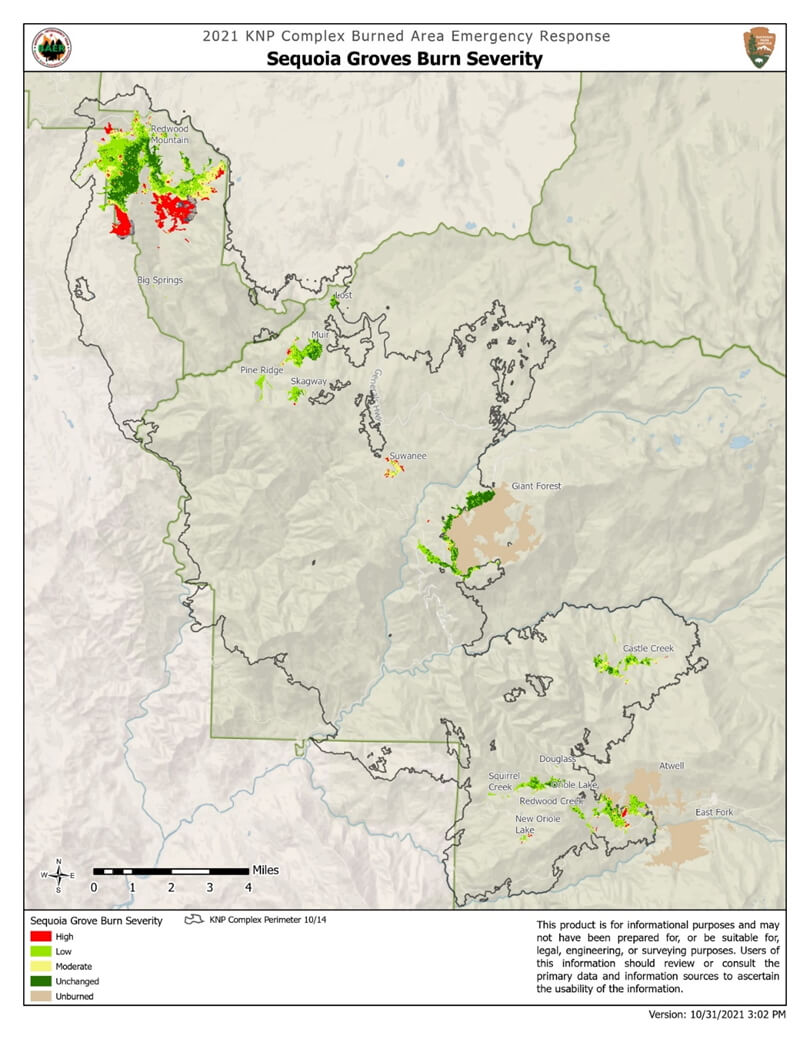 2021 KNP Complex Burned Area Emergency Response
Sequoia Groves Burn Severity
BAER
Redwood
Mountain
Big Springs
Lost
Muir
Pine Ridge
Skagway
Generals Hwy
Suwanee
Giant Forest
Castle Creek
Douglass
Atwell
Squirrel
Creek
Oriole Lake
Redwood Creek
East Fork
New Oriole
Lake
N
W
E
S
Miles
0 1 2 3 4
Sequoia Grove Burn Severity
KNP Complex Perimeter 10/14
High
Low
Moderate
Unchanged
Unburned
This product is for informational purposes and may
not have been prepared for, or be suitable for,
legal, engineering, or surveying purposes. Users of
this information should review or consult the
primary data and information sources to ascertain
the usability of the information.
Version: 10/31/2021 3:02 PM